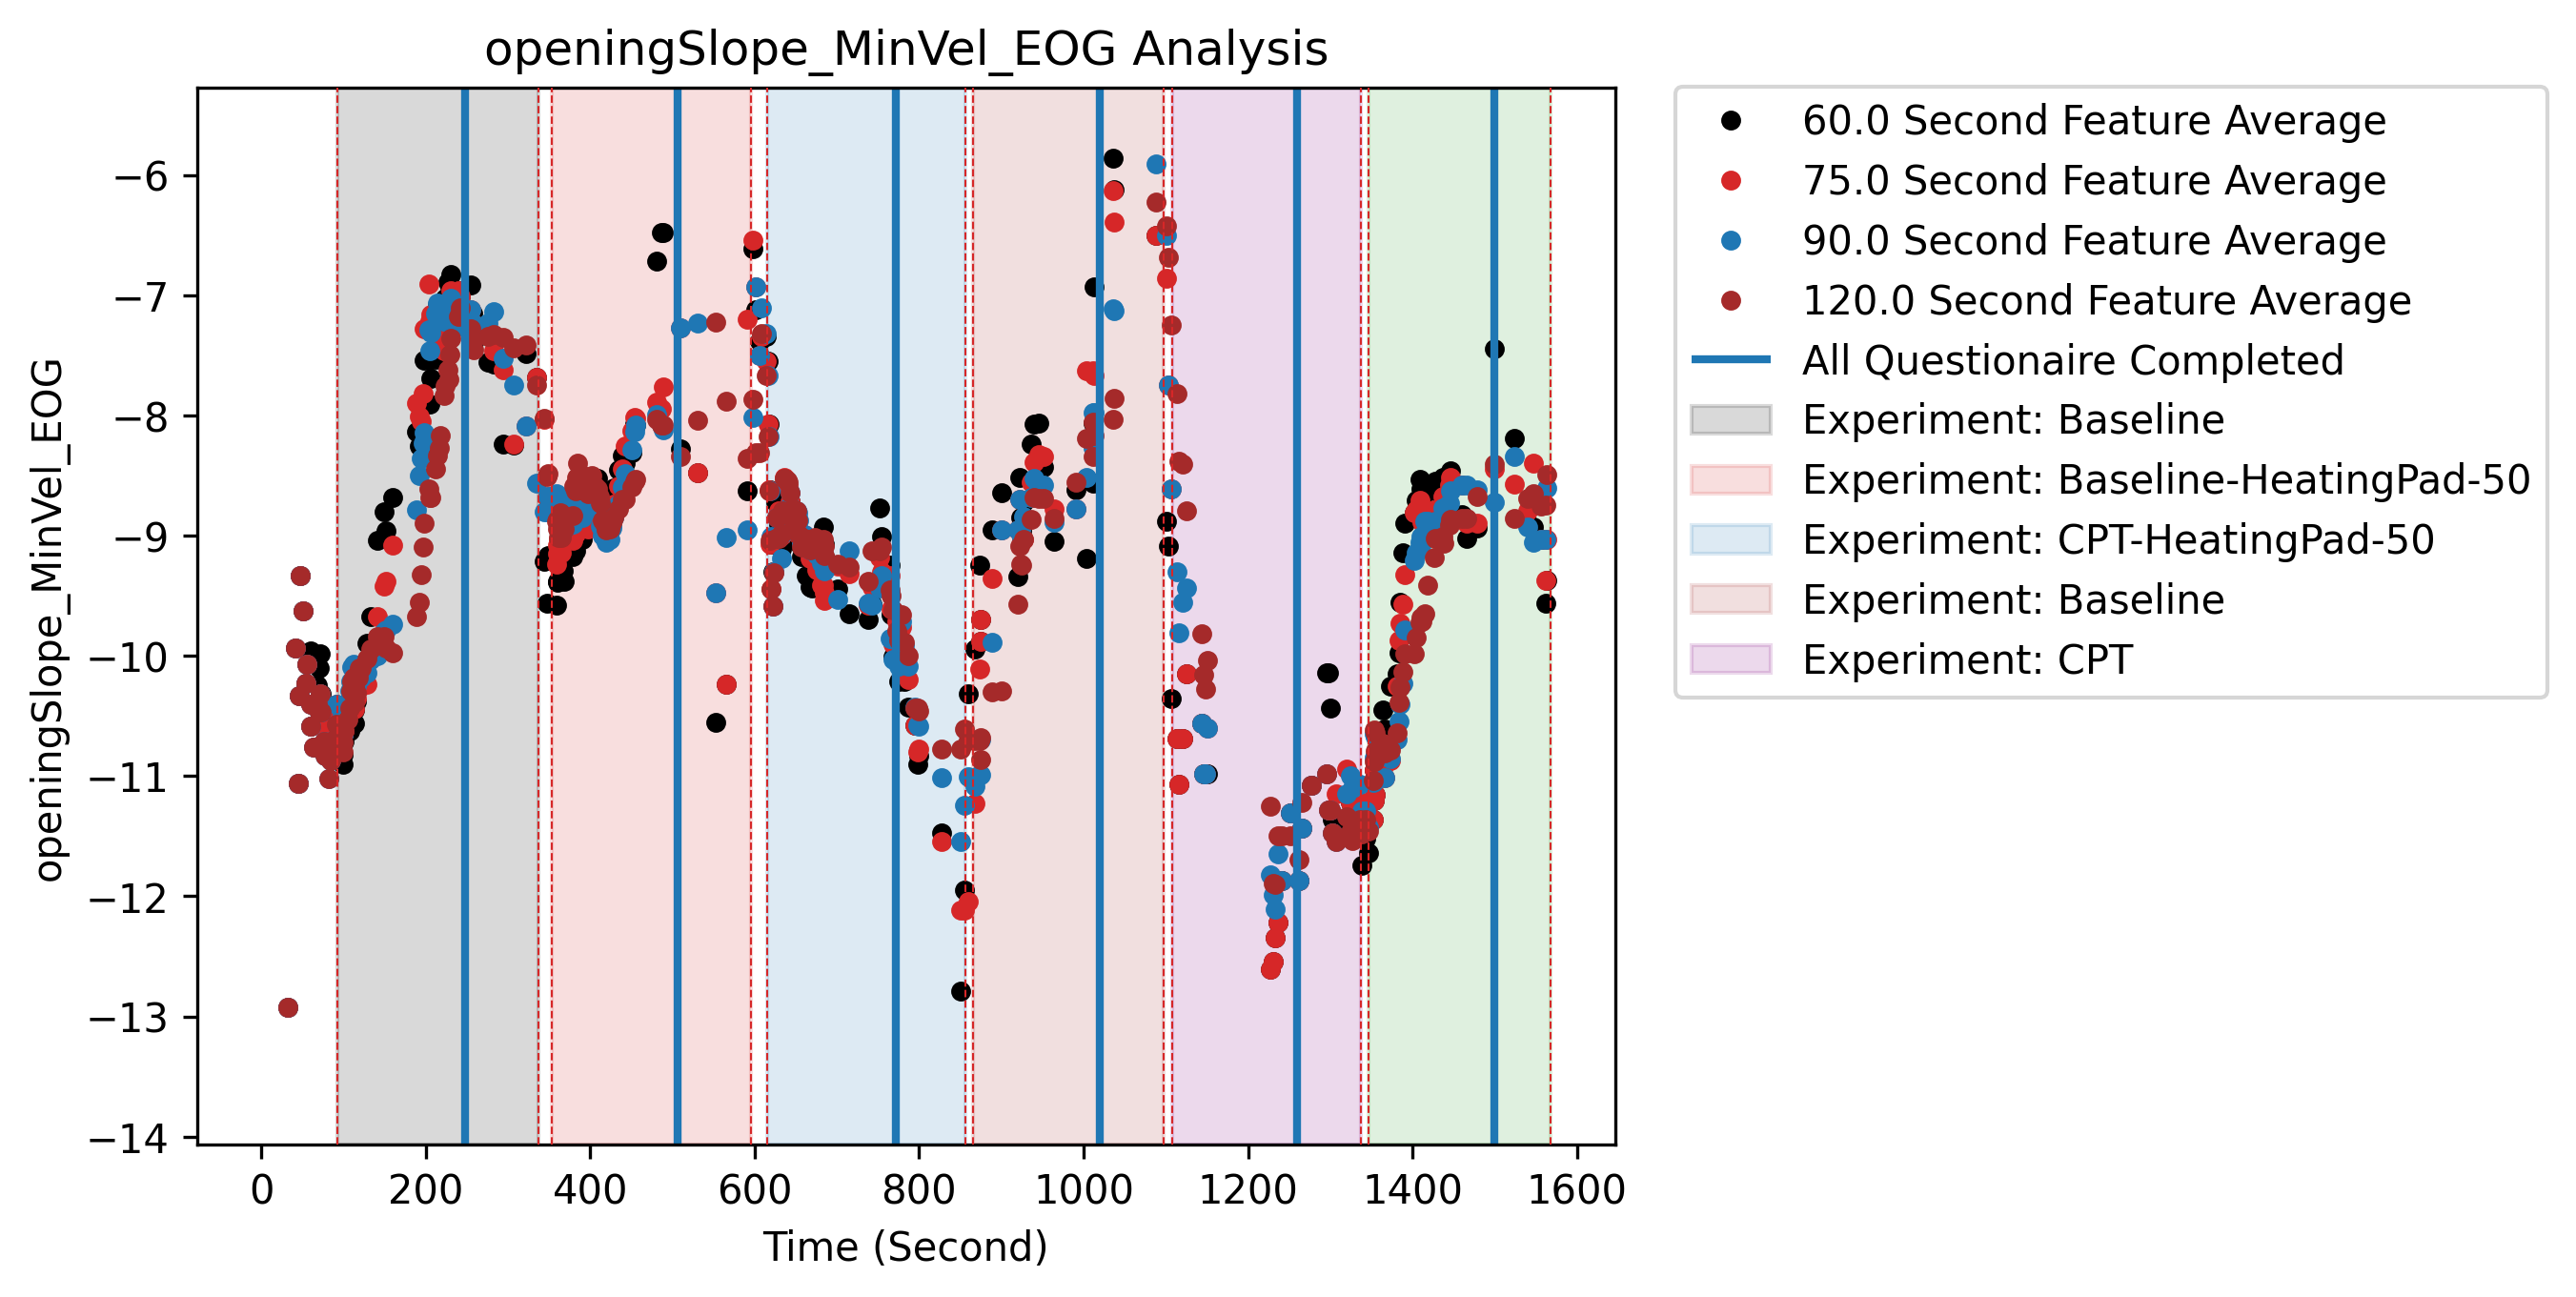 openingSlope_MinVel_EOG Analysis
openingSlope_MinVel_EOG
−6
−7
−8
−9
−10
−11
−12
−13
−14
0 200 400 600 800 1000 1200 1400 1600
Time (Second)
60.0 Second Feature Average
75.0 Second Feature Average
90.0 Second Feature Average
120.0 Second Feature Average
All Questionaire Completed
Experiment: Baseline
Experiment: Baseline-HeatingPad-50
Experiment: CPT-HeatingPad-50
Experiment: Baseline
Experiment: CPT